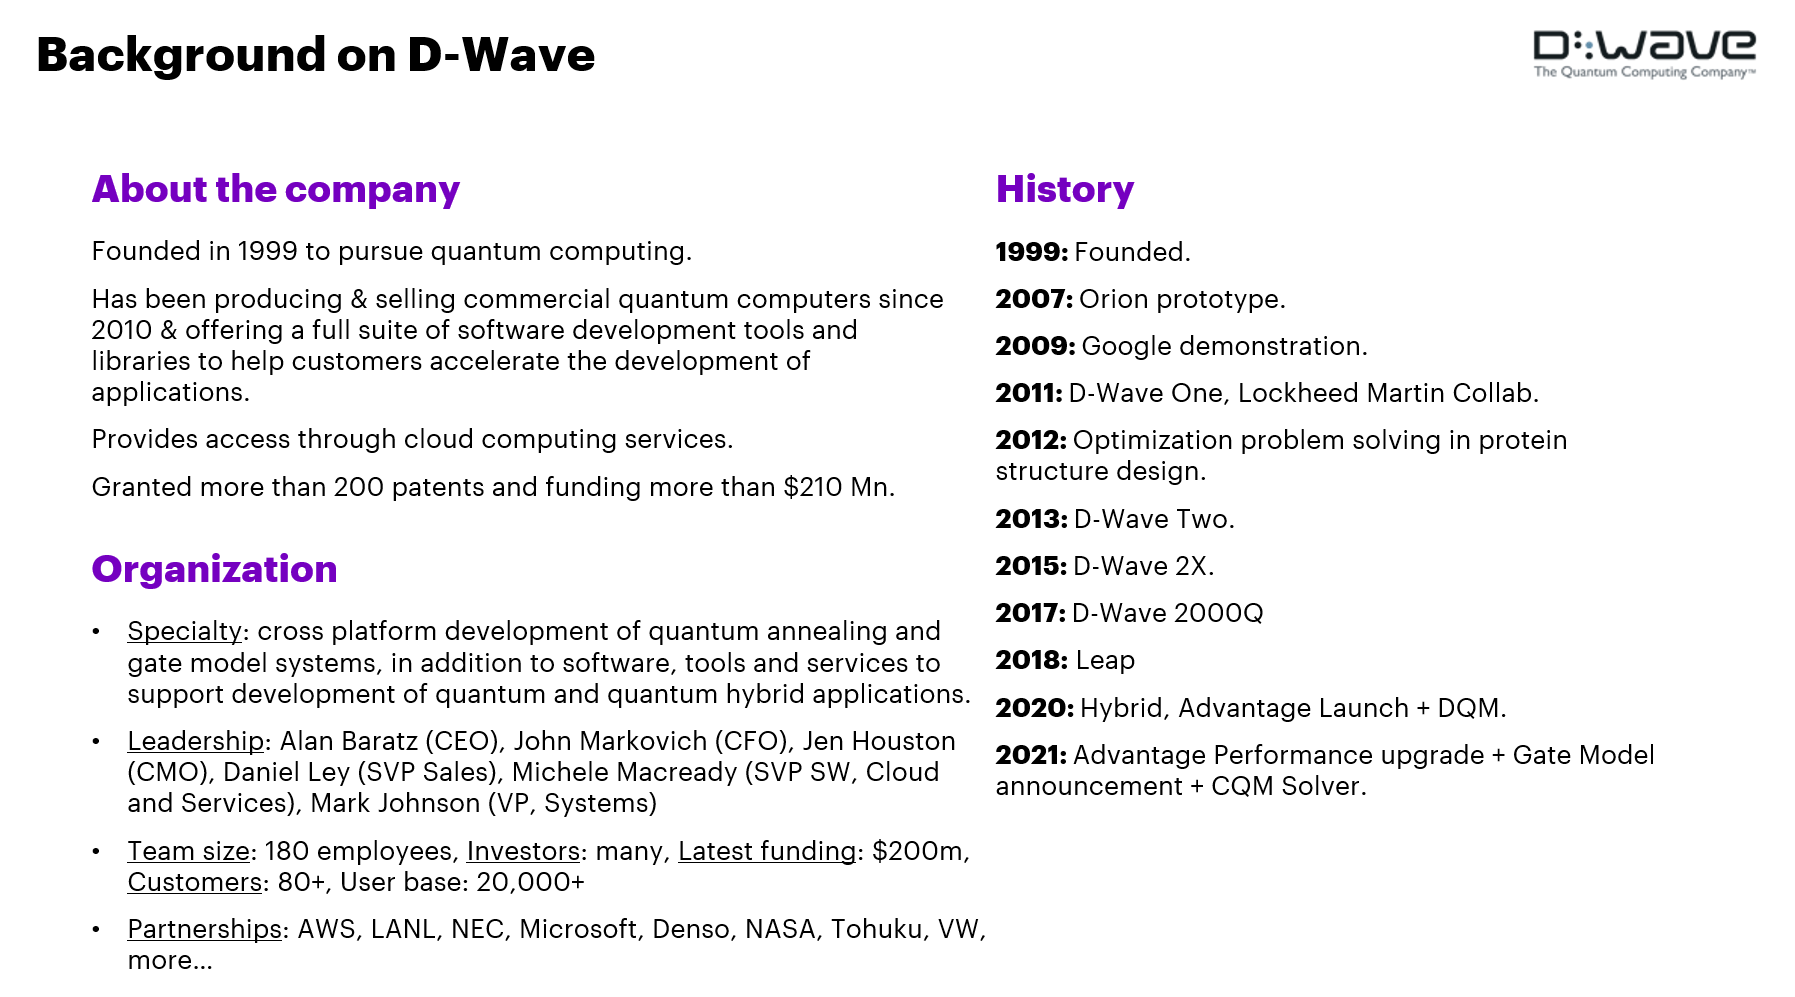 Background on D-Wave
D:Wave
The Quantum Computing Company™
About the company
Founded in 1999 to pursue quantum computing.
Has been producing & selling commercial quantum computers since
2010 & offering a full suite of software development tools and
libraries to help customers accelerate the development of
applications.
Provides access through cloud computing services.
Granted more than 200 patents and funding more than $210 Mn.
Organization
• Specialty: cross platform development of quantum annealing and
gate model systems, in addition to software, tools and services to
support development of quantum and quantum hybrid applications.
• Leadership: Alan Baratz (CEO), John Markovich (CFO), Jen Houston
(CMO), Daniel Ley (SVP Sales), Michele Macready (SVP SW, Cloud
and Services), Mark Johnson (VP, Systems)
• Team size: 180 employees, Investors: many, Latest funding: $200m,
Customers: 80+, User base: 20,000+
• Partnerships: AWS, LANL, NEC, Microsoft, Denso, NASA, Tohuku, VW,
more...
History
1999: Founded.
2007: Orion prototype.
2009: Google demonstration.
2011: D-Wave One, Lockheed Martin Collab.
2012: Optimization problem solving in protein
structure design.
2013: D-Wave Two.
2015: D-Wave 2X.
2017: D-Wave 2000Q
2018: Leap
2020: Hybrid, Advantage Launch + DQM.
2021: Advantage Performance upgrade + Gate Model
announcement + CQM Solver.